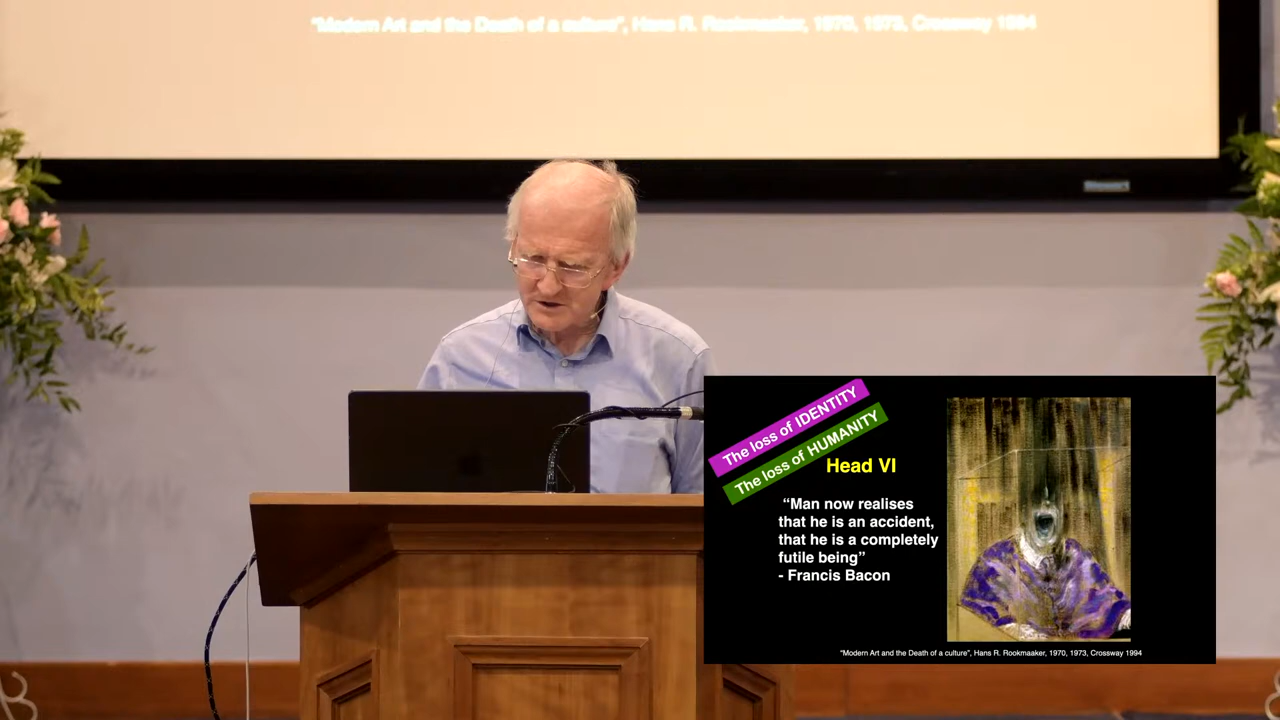 "Modern Art and the Death of a culture", Hans R. Rookmaaker, 1970, 1973, Crossway 1994
The loss of IDENTITY
The loss of HUMANITY
Head VI
"Man now realises
that he is an accident,
that he is a completely
futile being"
- Francis Bacon
"Modern Art and the Death of a culture", Hans R. Rookmaaker, 1970, 1973, Crossway 1994